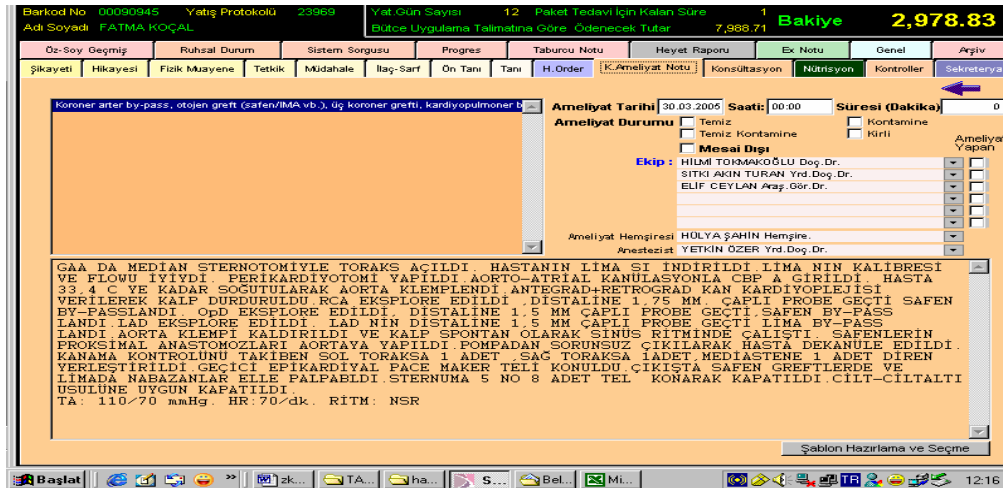 Barkod No 00090945 Yatış Protokolü 23969 Yat.Gün Sayısı 12 Paket Tedavi İçin Kalan Süre 1
Bakiye 2,978.83
Adı Soyadı FATMA KOÇAL Bütce Uygulama Talimatına Göre Ödenecek Tutar 7,988.71
Öz-Soy Geçmiş Ruhsal Durum Sistem Sorgusu Progres Taburcu Notu Heyet Raporu Ex Notu Genel Arşiv
Şikayeti Hikayesi Fizik Muayene Tetkik Müdahale İlaç-Sarf Ön Tanı Tanı H.Order K.Ameliyat Notu Konsültasyon Nütrisyon Kontroller Sekreterya
Koroner arter by-pass, otojen greft (safen/IMA vb.), üç koroner grefti, kardiyopulmoner b
Ameliyat Tarihi 30.03.2005 Saati: 00:00 Süresi (Dakika) 0
Ameliyat Durumu Temiz Kontamine
Temiz Kontamine Kirli
Mesai Dışı
Ameliyat
Yapan
Ekip : HİLMİ TOKMAKOĞLU Doç.Dr.
SITKI AKIN TURAN Yrd.Doç.Dr.
ELİF CEYLAN Araş.Gör.Dr.
Ameliyat Hemşiresi HÜLYA ŞAHİN Hemşire.
Anestezist YETKİN ÖZER Yrd.Doç.Dr.
GAA DA MEDİAN STERNOTOMİYLE TORAKS AÇILDI. HASTANIN LİMA SI İNDİRİLDİ.LİMA NIN KALİBRESİ
VE FLOWU İYİYDİ. PERİKARDİYOTOMİ YAPILDI.AORTO-ATRİAL KANÜLASYONLA CBP A GİRİLDİ. HASTA
33,4 C YE KADAR SOĞUTULARAK AORTA KLEMPLENDİ.ANTEGRAD+RETROGRAD KAN KARDİYOPLEJİSİ
VERİLEREK KALP DURDURULDU.RCA EKSPLORE EDİLDİ ,DİSTALİNE 1,75 MM. ÇAPLI PROBE GEÇTİ SAFEN
BY-PASSLANDI. OpD EKSPLORE EDİLDİ, DİSTALİNE 1,5 MM ÇAPLI PROBE GEÇTİ,SAFEN BY-PASS
LANDI.LAD EKSPLORE EDİLDİ. LAD NİN DİSTALİNE 1,5 MM ÇAPLI PROBE GEÇTİ LİMA BY-PASS
LANDI.AORTA KLEMPİ KALDIRILDI VE KALP SPONTAN OLARAK SİNÜS RİTMİNDE ÇALIŞTI. SAFENLERİN
PROKSİMAL ANASTOMOZLARI AORTAYA YAPILDI.POMPADAN SORUNSUZ ÇIKILARAK HASTA DEKANÜLE EDİLDİ.
KANAMA KONTROLÜNÜ TAKİBEN SOL TORAKSA 1 ADET ,SAĞ TORAKSA 1ADET,MEDİASTENE 1 ADET DİREN
YERLEŞTİRİLDİ.GEÇİCİ EPİKARDİYAL PACE MAKER TELİ KONULDU.ÇIKIŞTA SAFEN GREFTLERDE VE
LİMADA NABAZANLAR ELLE PALPABLDI.STERNUMA 5 NO 8 ADET TEL KONARAK KAPATILDI.CİLT-CİLTALTI
USULÜNE UYGUN KAPATILDI.
TA: 110/70 mmHg. HR:70/dk. RİTM: NSR
Şablon Hazırlama ve Seçme
Başlat zk... TA... ha... S... Bel... Mi... TR 12:16